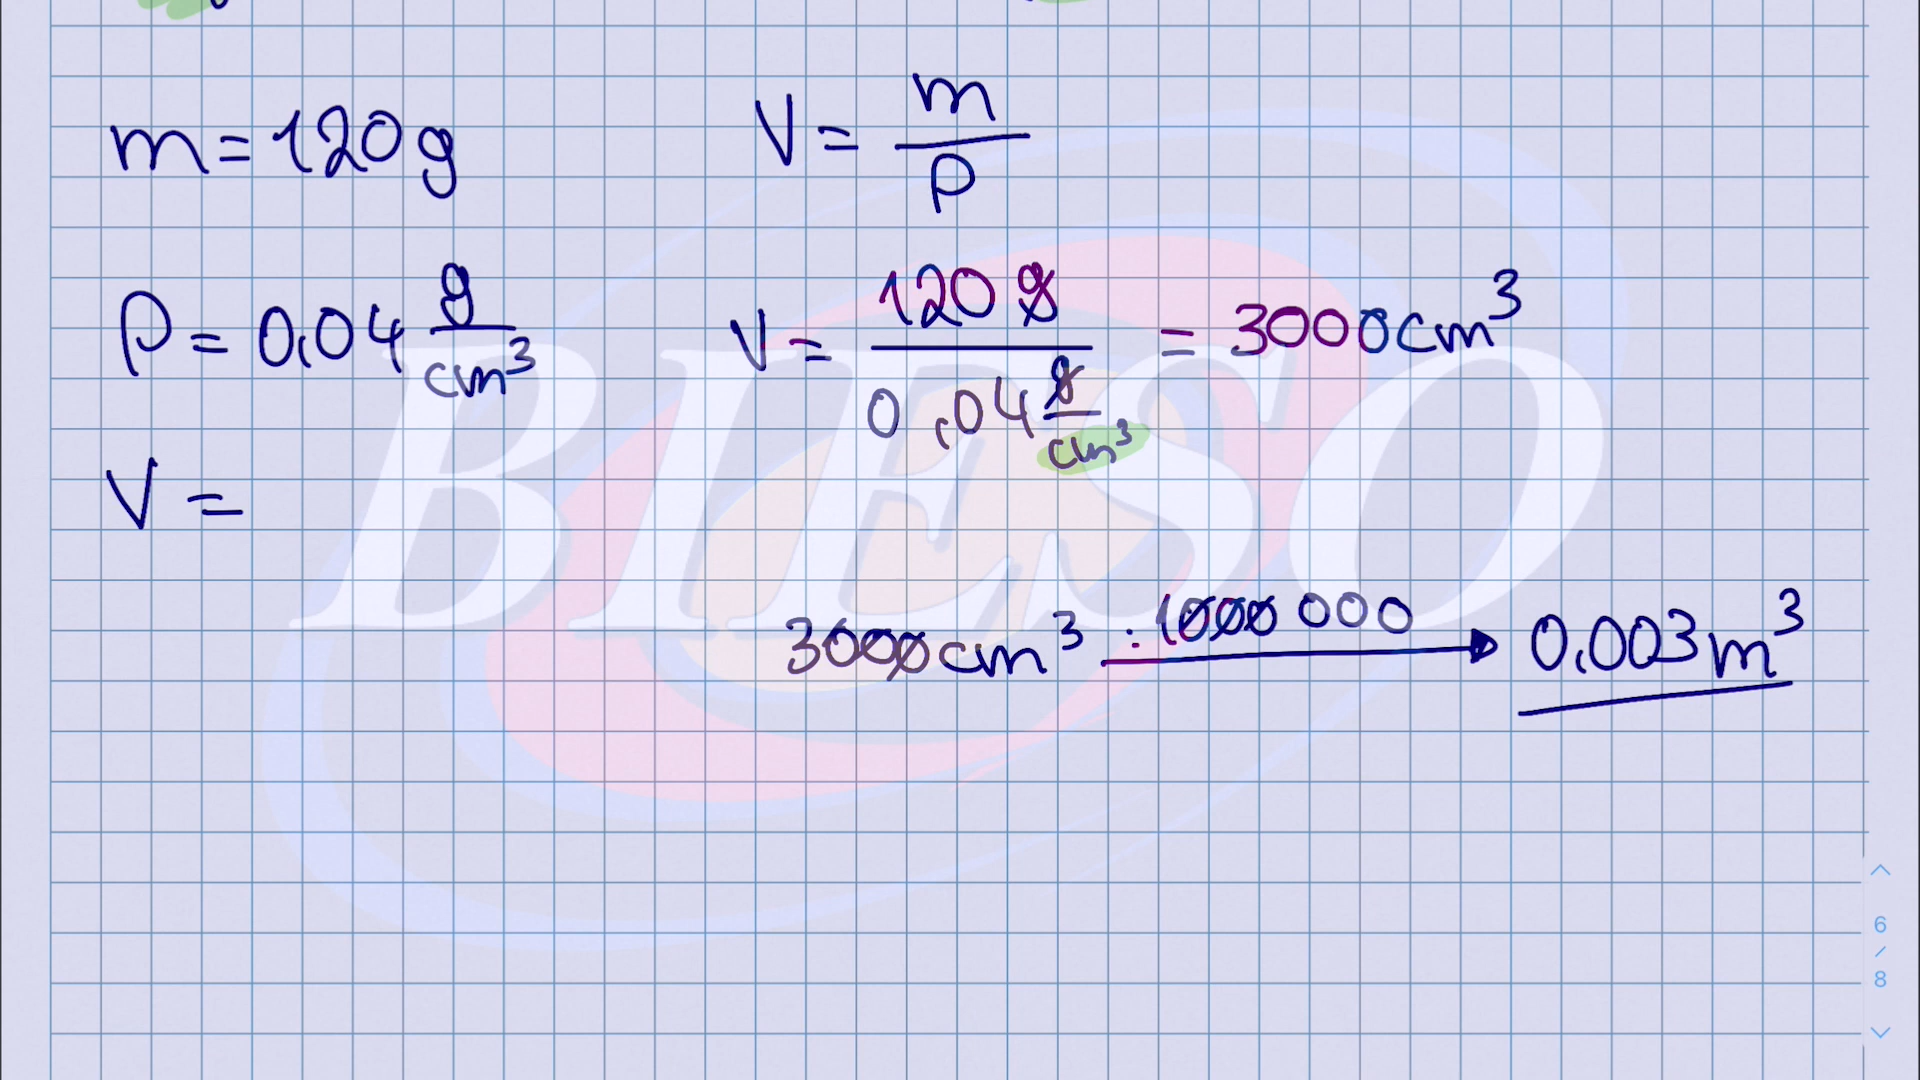 m = 120 g
ρ = 0,04 g/cm³
V =
V = m/ρ
V = 120 g / 0,04 g/cm³ = 3000 cm³
3000 cm³ : 1000 000 → 0,003 m³
BIESO
6 / 8